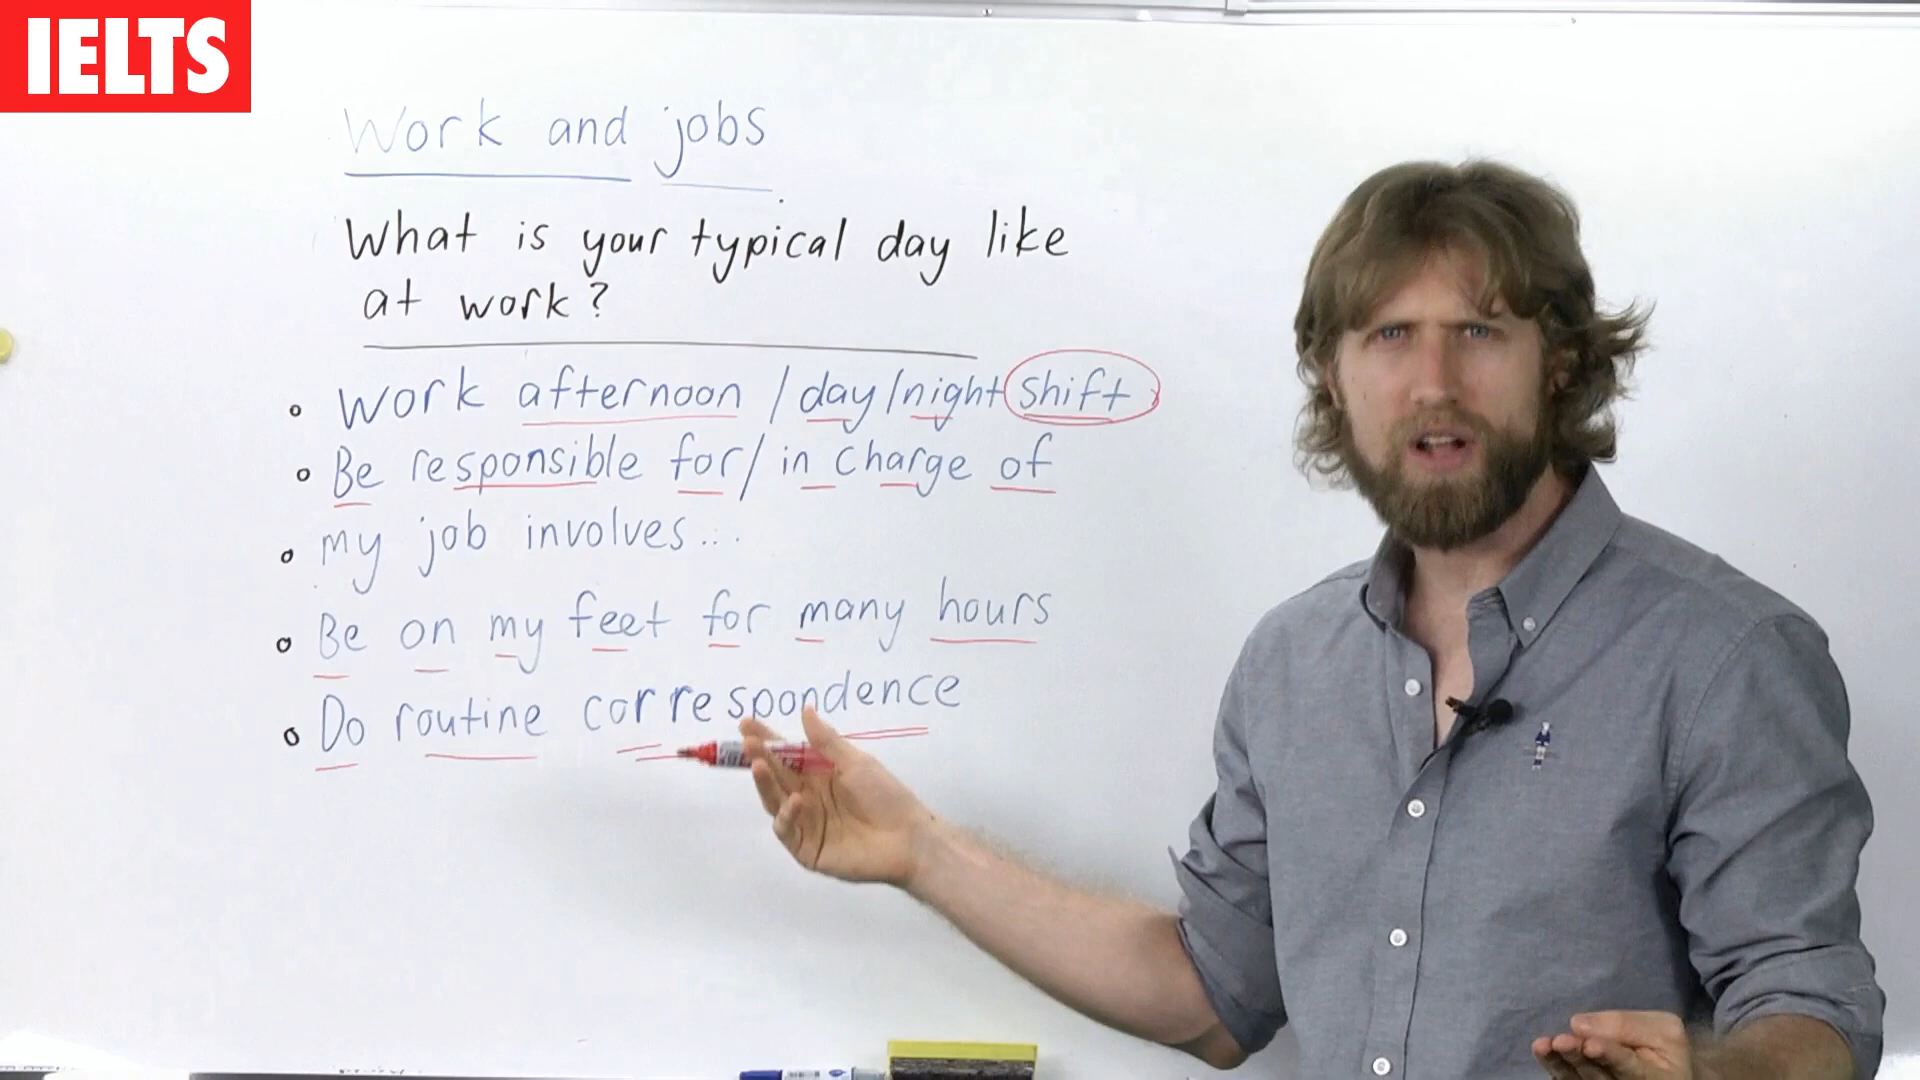 IELTS
Work and jobs
What is your typical day like
at work?
work afternoon / day / night shift
Be responsible for / in charge of
my job involves...
Be on my feet for many hours
Do routine correspondence